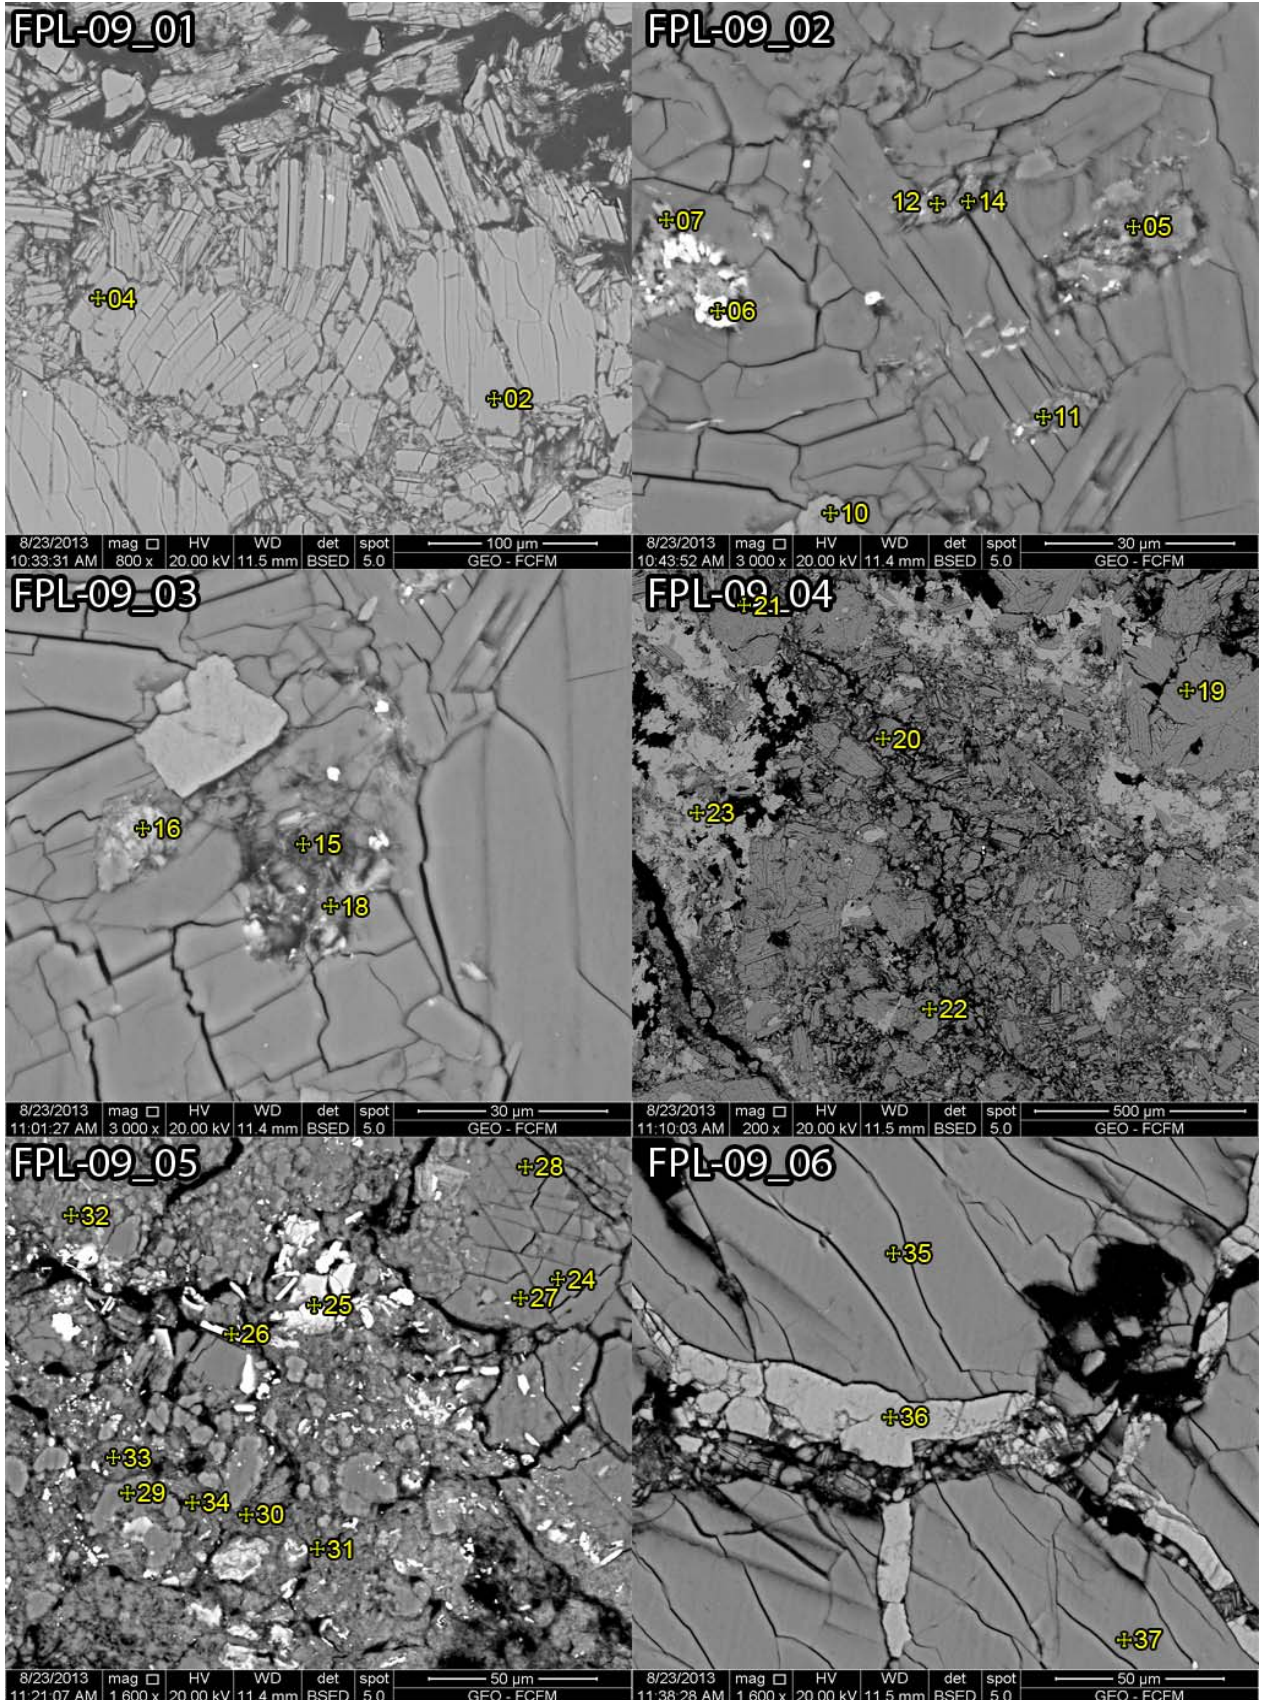 FPL-09_01
04
02
8/23/2013 mag HV WD det spot 100 µm
10:33:31 AM 800 x 20.00 kV 11.5 mm BSED 5.0 GEO - FCFM
FPL-09_02
12 14
07
05
06
11
10
8/23/2013 mag HV WD det spot 30 µm
10:43:52 AM 3 000 x 20.00 kV 11.4 mm BSED 5.0 GEO - FCFM
FPL-09_03
16
15
18
8/23/2013 mag HV WD det spot 30 µm
11:01:27 AM 3 000 x 20.00 kV 11.4 mm BSED 5.0 GEO - FCFM
FPL-09_04
21
19
20
23
22
8/23/2013 mag HV WD det spot 500 µm
11:10:03 AM 200 x 20.00 kV 11.5 mm BSED 5.0 GEO - FCFM
FPL-09_05
28
32
24
27
25
26
33
29
34
30
31
8/23/2013 mag HV WD det spot 50 µm
11:21:07 AM 1 600 x 20.00 kV 11.4 mm BSED 5.0 GEO - FCFM
FPL-09_06
35
36
37
8/23/2013 mag HV WD det spot 50 µm
11:38:28 AM 1 600 x 20.00 kV 11.5 mm BSED 5.0 GEO - FCFM